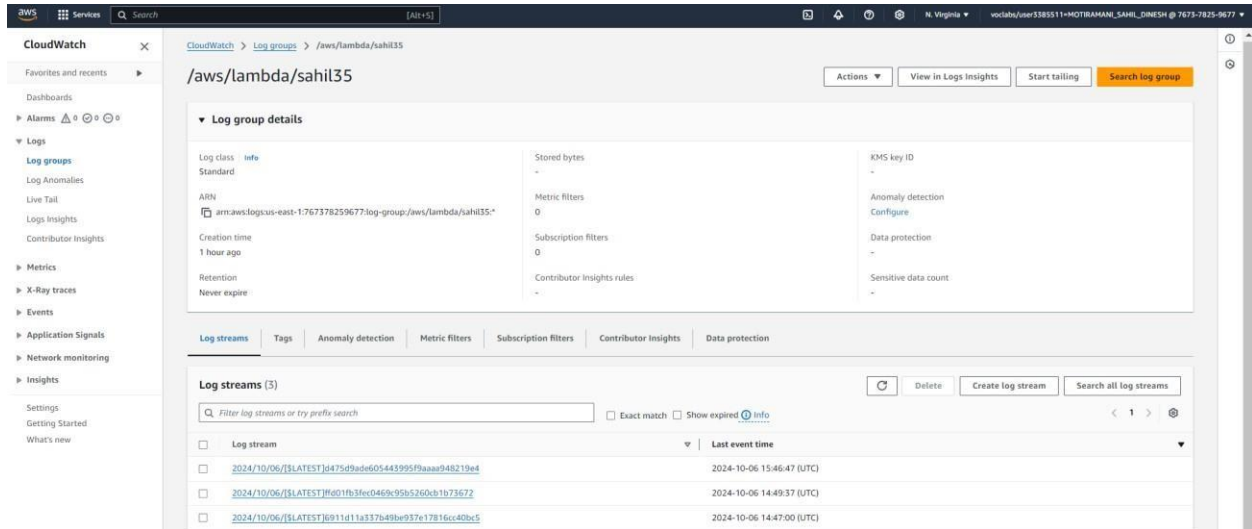 aws Services Search [Alt+S] N. Virginia ▼ voclabs/user3385511=MOTIRAMANI_SAHIL_DINESH @ 7673-7825-9677 ▼
CloudWatch
Favorites and recents
Dashboards
Alarms 0 0 0
Logs
Log groups
Log Anomalies
Live Tail
Logs Insights
Contributor Insights
Metrics
X-Ray traces
Events
Application Signals
Network monitoring
Insights
Settings
Getting Started
What's new
CloudWatch > Log groups > /aws/lambda/sahil35
/aws/lambda/sahil35
Actions ▼ View in Logs Insights Start tailing Search log group
Log group details
Log class Info
Standard
ARN
arn:aws:logs:us-east-1:767378259677:log-group:/aws/lambda/sahil35:*
Creation time
1 hour ago
Retention
Never expire
Stored bytes
-
Metric filters
0
Subscription filters
0
Contributor Insights rules
-
KMS key ID
-
Anomaly detection
Configure
Data protection
-
Sensitive data count
-
Log streams Tags Anomaly detection Metric filters Subscription filters Contributor Insights Data protection
Log streams (3) Delete Create log stream Search all log streams
Filter log streams or try prefix search Exact match Show expired Info < 1 >
Log stream Last event time
2024/10/06/[$LATEST]d475d9ade605443995f9aaaa948219e4 2024-10-06 15:46:47 (UTC)
2024/10/06/[$LATEST]ffd01fb3fec0469c95b5260cb1b73672 2024-10-06 14:49:37 (UTC)
2024/10/06/[$LATEST]6911d11a337b49be937e17816cc40bc5 2024-10-06 14:47:00 (UTC)